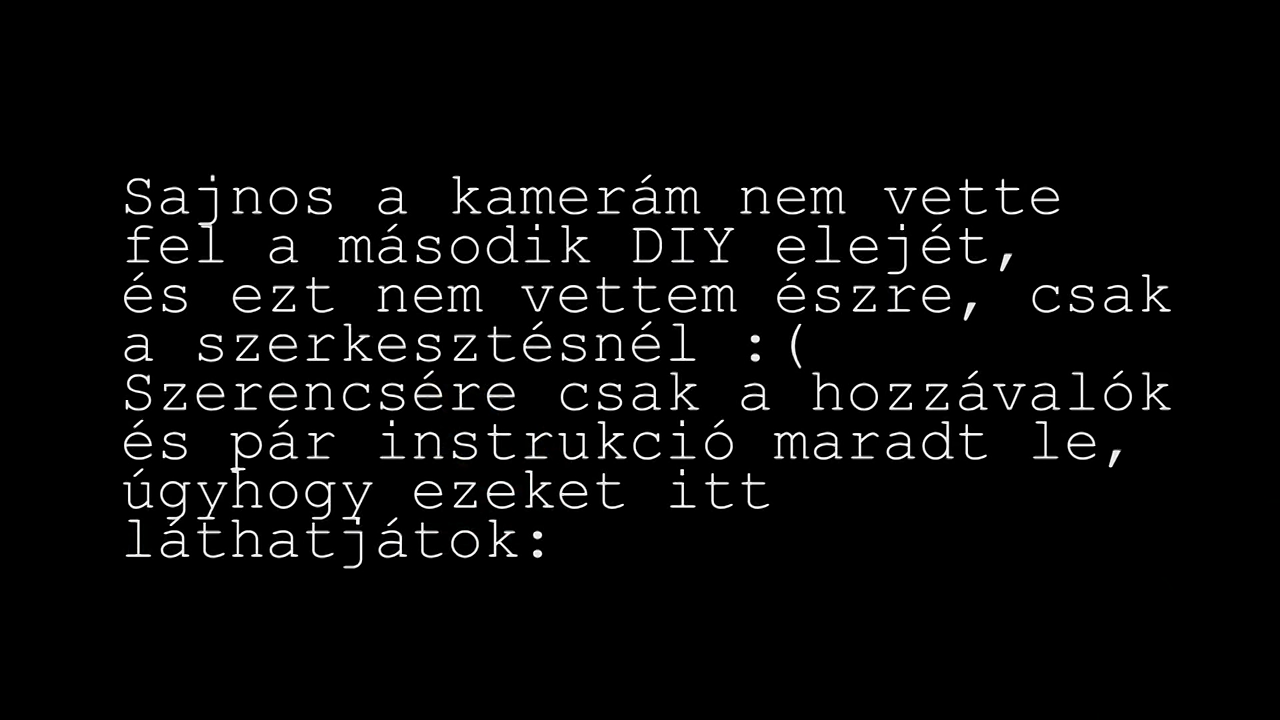 Sajnos a kamerám nem vette
fel a második DIY elejét,
és ezt nem vettem észre, csak
a szerkesztésnél :(
Szerencsére csak a hozzávalók
és pár instrukció maradt le,
úgyhogy ezeket itt
láthatjátok: